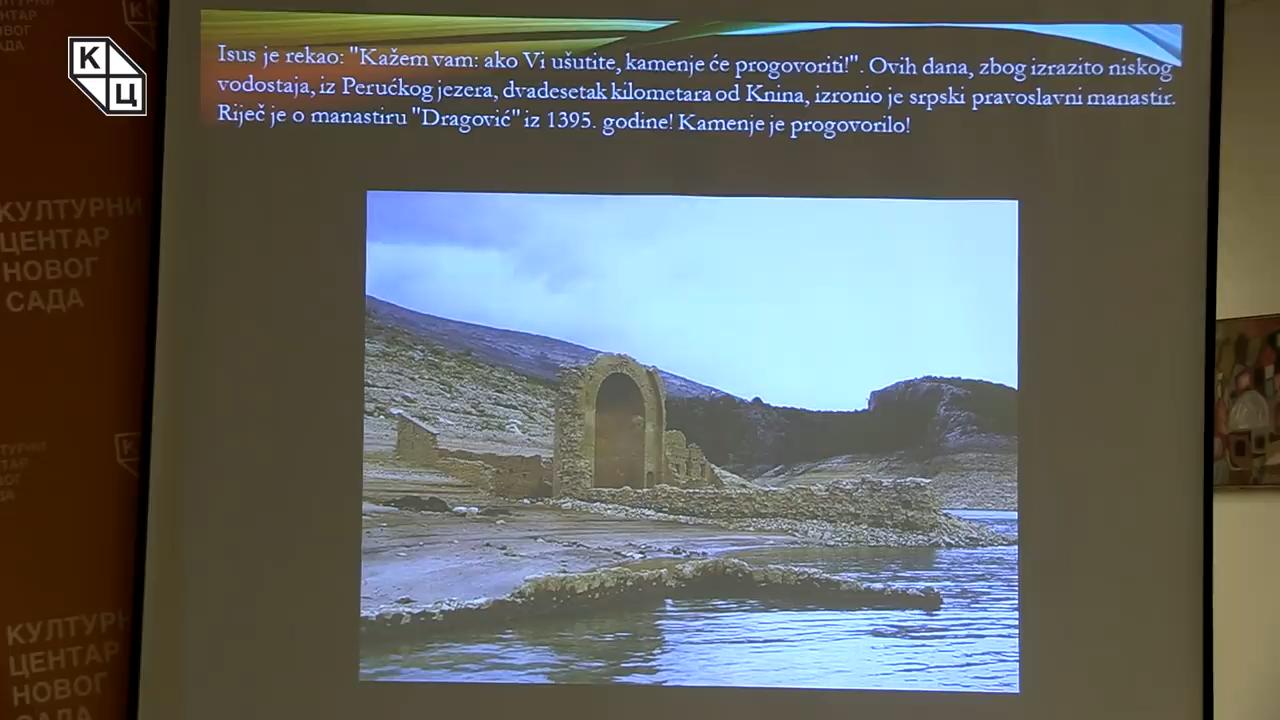 К
Ц
Isus je rekao: "Kažem vam: ako Vi ušutite, kamenje će progovoriti!". Ovih dana, zbog izrazito niskog
vodostaja, iz Perućkog jezera, dvadesetak kilometara od Knina, izronio je srpski pravoslavni manastir.
Riječ je o manastiru "Dragović" iz 1395. godine! Kamenje je progovorilo!
КУЛТУРНИ
ЦЕНТАР
НОВОГ
САДА
КУЛТУРН
ЦЕНТАР
НОВОГ
САДА